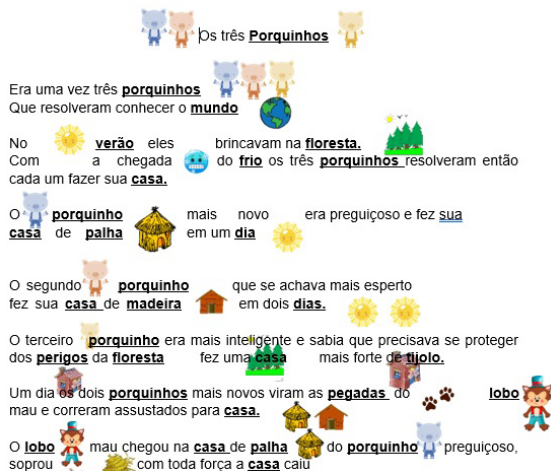 Os três Porquinhos
Era uma vez três porquinhos
Que resolveram conhecer o mundo
No verão eles brincavam na floresta.
Com a chegada do frio os três porquinhos resolveram então
cada um fazer sua casa.
O porquinho mais novo era preguiçoso e fez sua
casa de palha em um dia
O segundo porquinho que se achava mais esperto
fez sua casa de madeira em dois dias.
O terceiro porquinho era mais inteligente e sabia que precisava se proteger
dos perigos da floresta fez uma casa mais forte de tijolo.
Um dia os dois porquinhos mais novos viram as pegadas do lobo
mau e correram assustados para casa.
O lobo mau chegou na casa de palha do porquinho preguiçoso,
soprou com toda força a casa caiu